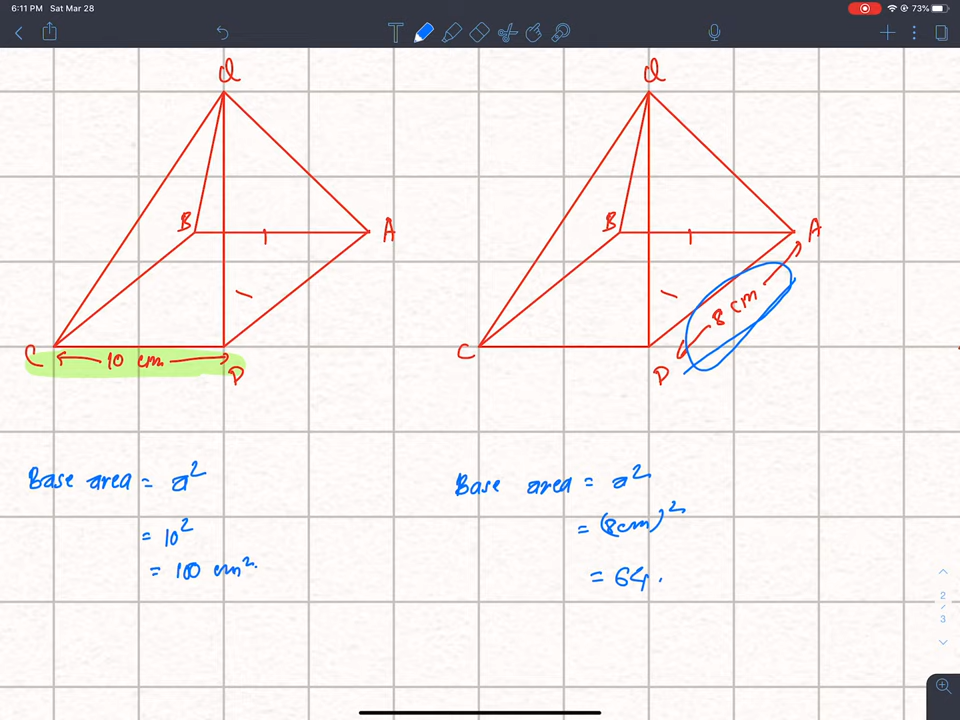 6:11 PM Sat Mar 28
73%
T
Q
B
A
C
10 cm
D
Base area = a²
= 10²
= 100 cm².
Q
B
A
8 cm
C
D
Base area = a²
= (8cm)²
= 64.
2
/
3